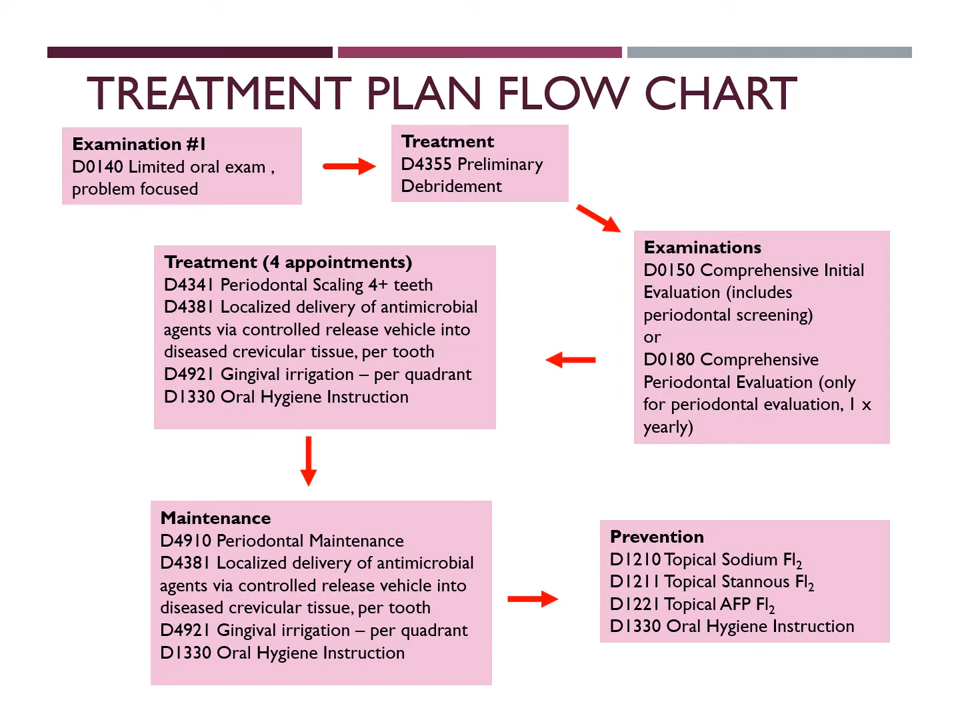 TREATMENT PLAN FLOW CHART
Examination #1
D0140 Limited oral exam ,
problem focused
Treatment
D4355 Preliminary
Debridement
Examinations
D0150 Comprehensive Initial
Evaluation (includes
periodontal screening)
or
D0180 Comprehensive
Periodontal Evaluation (only
for periodontal evaluation, 1 x
yearly)
Treatment (4 appointments)
D4341 Periodontal Scaling 4+ teeth
D4381 Localized delivery of antimicrobial
agents via controlled release vehicle into
diseased crevicular tissue, per tooth
D4921 Gingival irrigation – per quadrant
D1330 Oral Hygiene Instruction
Maintenance
D4910 Periodontal Maintenance
D4381 Localized delivery of antimicrobial
agents via controlled release vehicle into
diseased crevicular tissue, per tooth
D4921 Gingival irrigation – per quadrant
D1330 Oral Hygiene Instruction
Prevention
D1210 Topical Sodium Fl₂
D1211 Topical Stannous Fl₂
D1221 Topical AFP Fl₂
D1330 Oral Hygiene Instruction